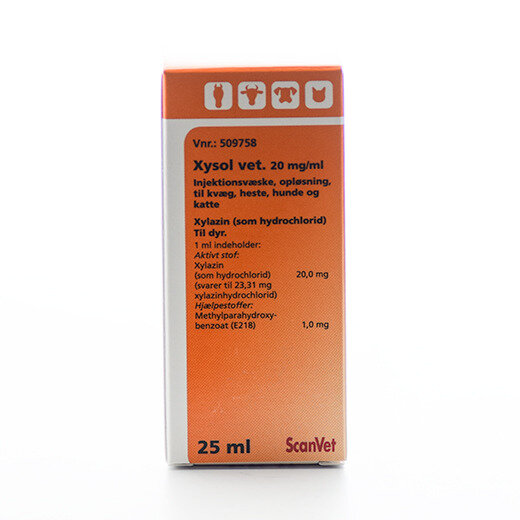 Vnr.: 509758
Xysol vet. 20 mg/ml
Injektionsvæske, opløsning,
til kvæg, heste, hunde og
katte
Xylazin (som hydrochlorid)
Til dyr.
1 ml indeholder:
Aktivt stof:
Xylazin
(som hydrochlorid) 20,0 mg
(svarer til 23,31 mg
xylazinhydrochlorid)
Hjælpestoffer:
Methylparahydroxy-
benzoat (E218) 1,0 mg
25 ml ScanVet